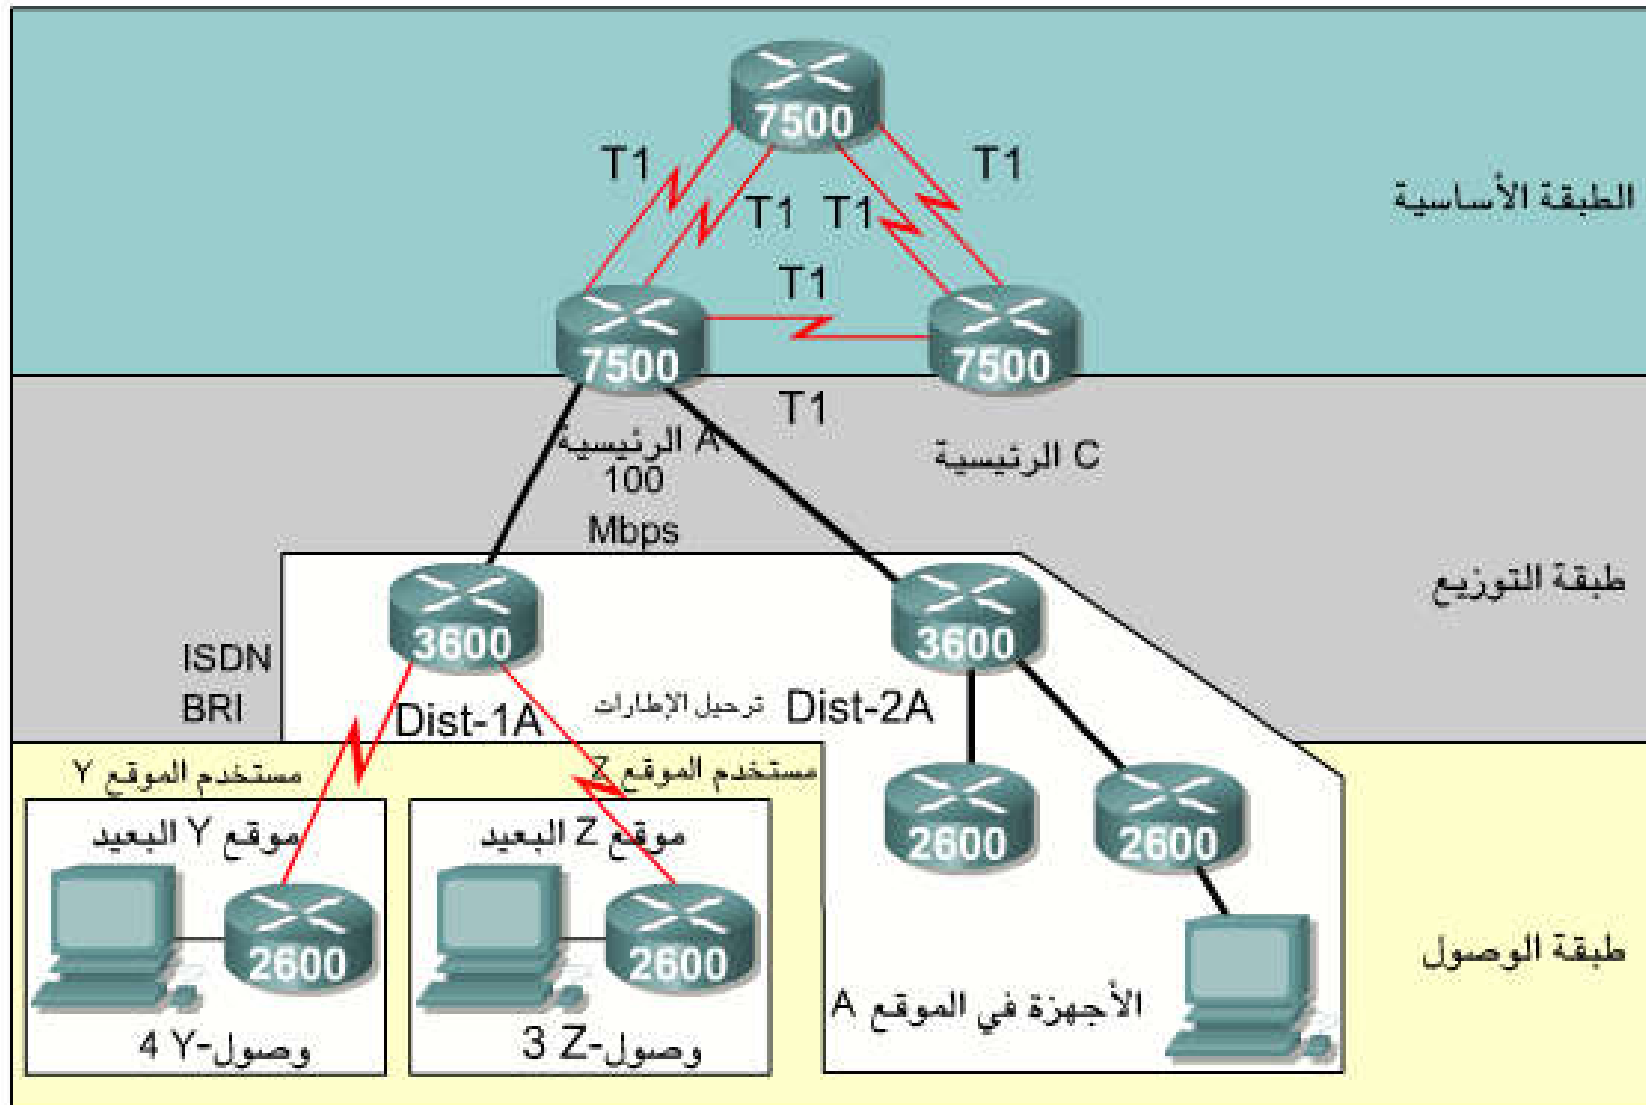 7500
T1
T1
T1
T1
T1
الطبقة الأساسية
7500
7500
T1
A الرئيسية
100
Mbps
C الرئيسية
طبقة التوزيع
3600
3600
ISDN
BRI
Dist-1A
ترحيل الإطارات
Dist-2A
مستخدم الموقع Y
مستخدم الموقع Z
موقع Y البعيد
موقع Z البعيد
2600
2600
2600
2600
وصول-Y 4
وصول-Z 3
الأجهزة في الموقع A
طبقة الوصول